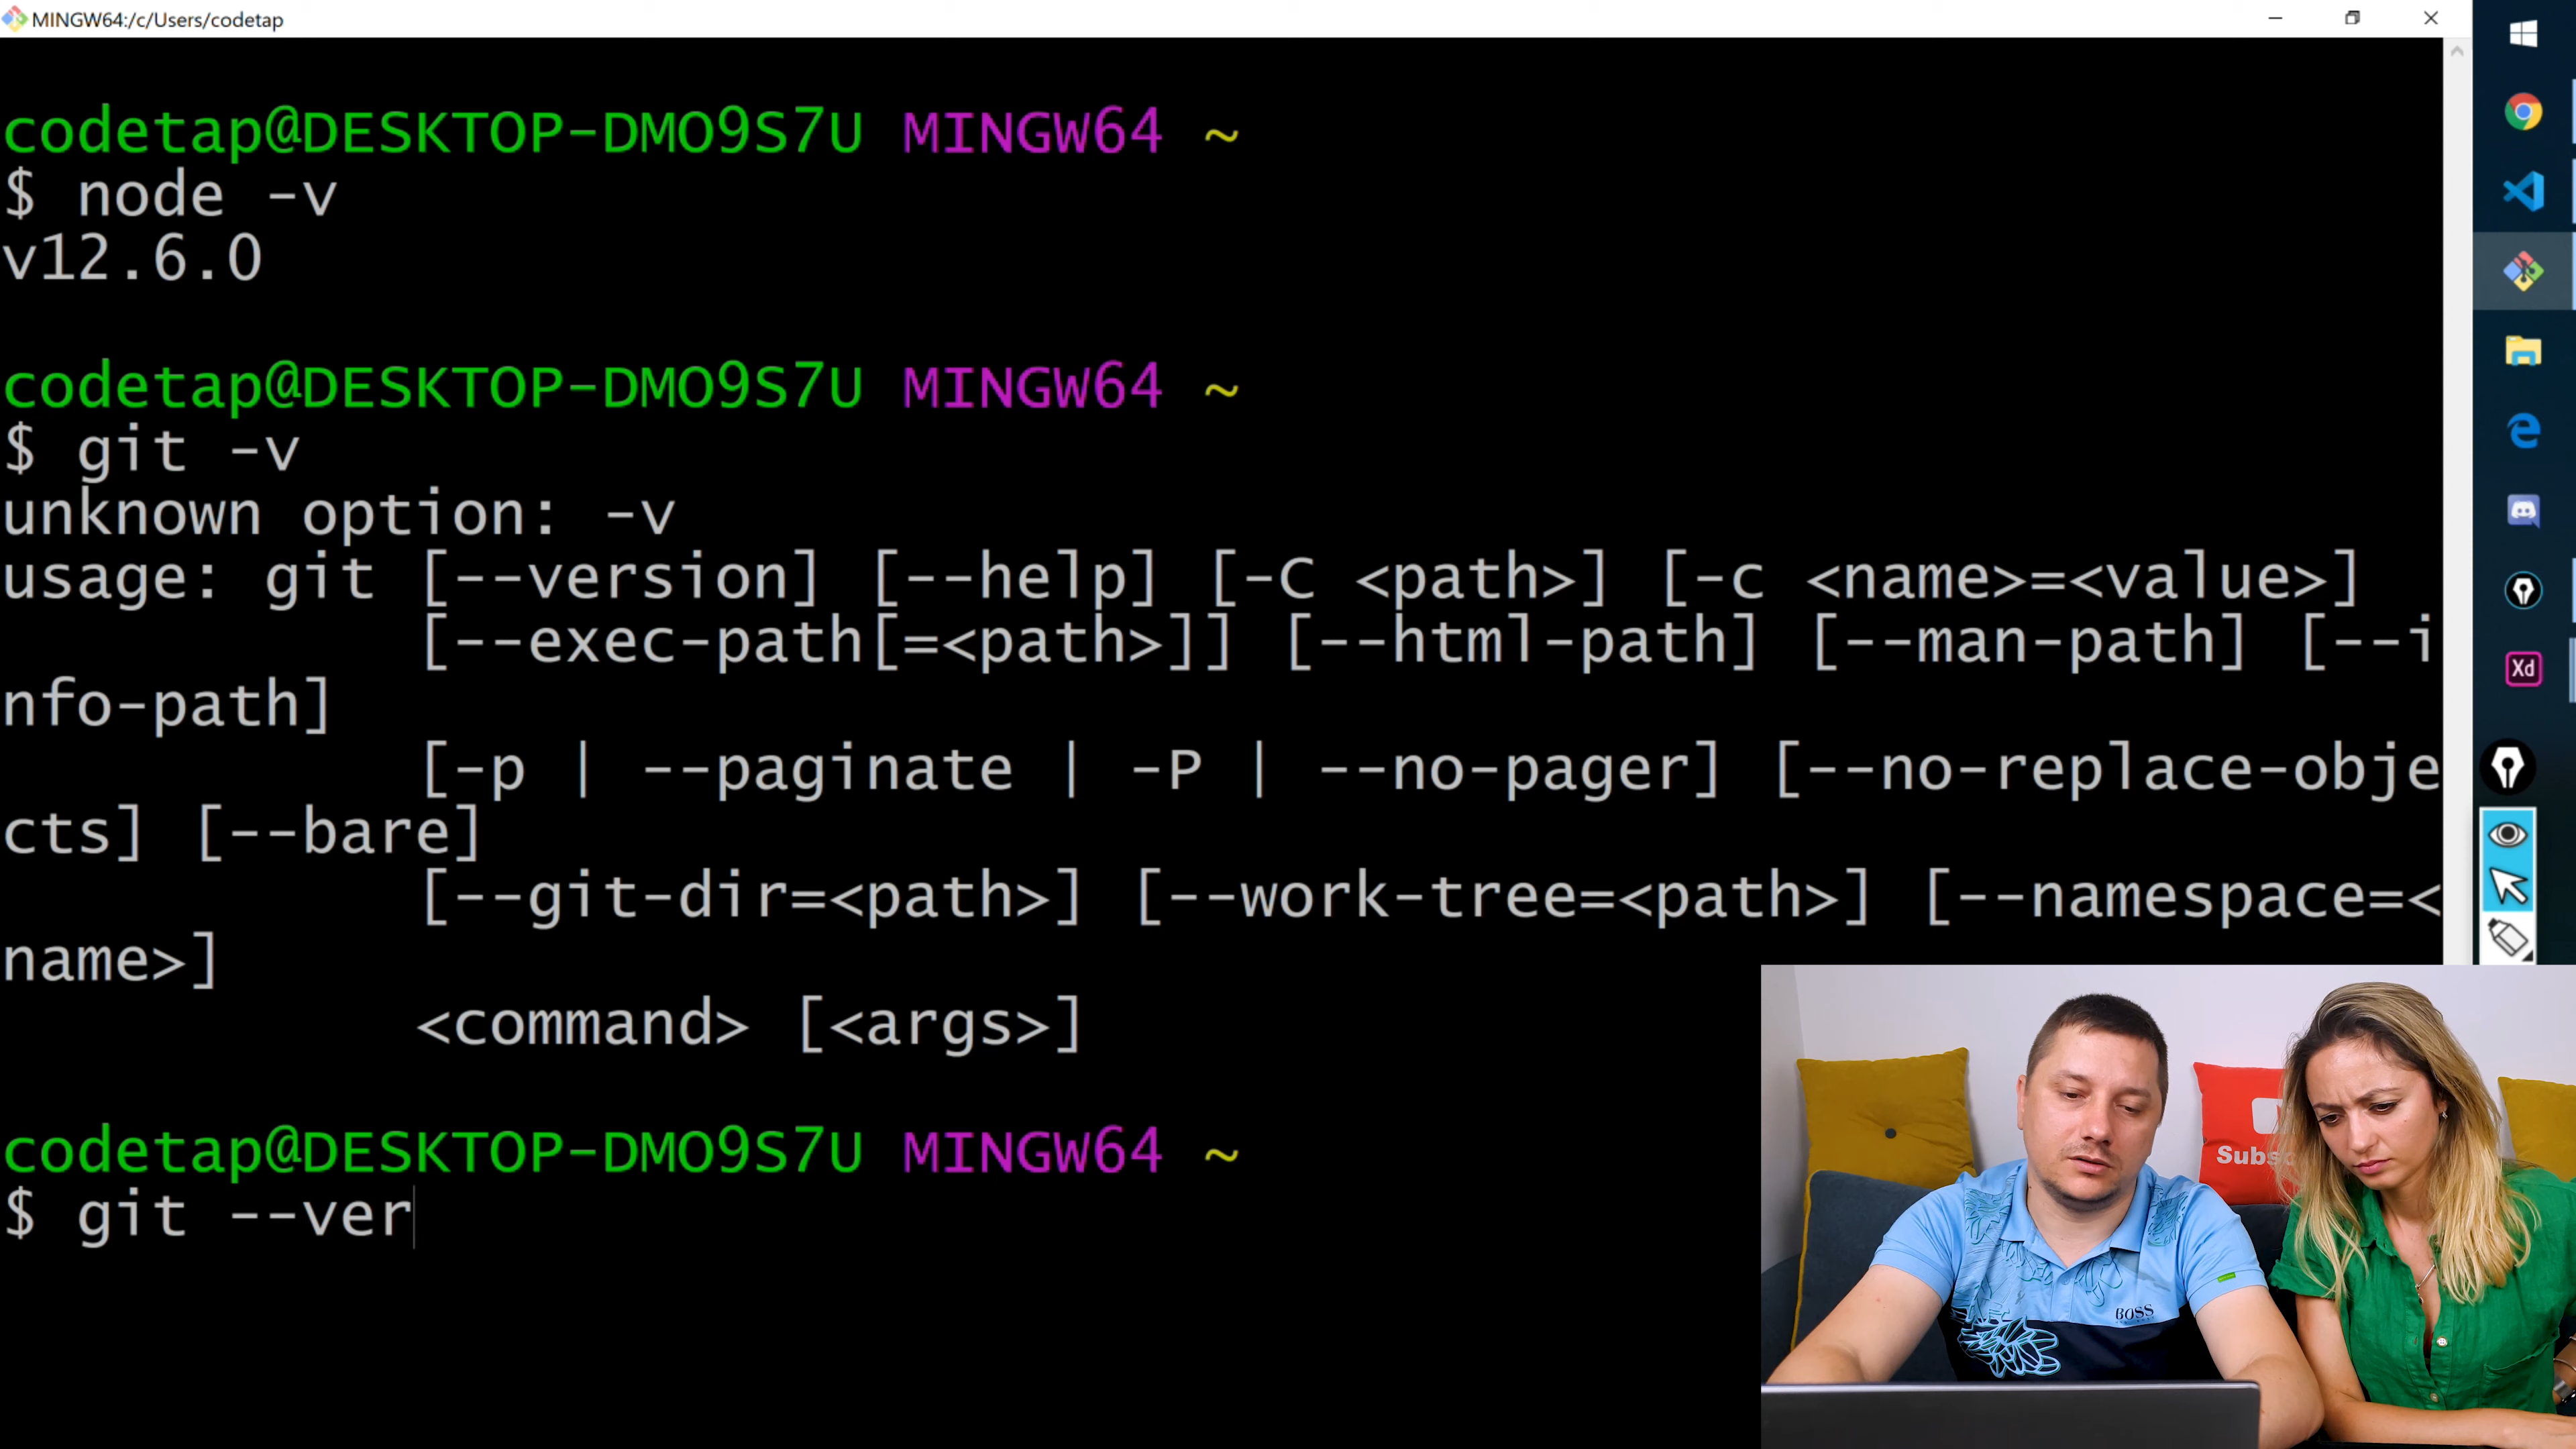 MINGW64:/c/Users/codetap
codetap@DESKTOP-DMO9S7U MINGW64 ~
$ node -v
v12.6.0
codetap@DESKTOP-DMO9S7U MINGW64 ~
$ git -v
unknown option: -v
usage: git [--version] [--help] [-C <path>] [-c <name>=<value>]
[--exec-path[=<path>]] [--html-path] [--man-path] [--i
nfo-path]
[-p | --paginate | -P | --no-pager] [--no-replace-obje
cts] [--bare]
[--git-dir=<path>] [--work-tree=<path>] [--namespace=<
name>]
<command> [<args>]
codetap@DESKTOP-DMO9S7U MINGW64 ~
$ git --ver
Xd
Subsc
BOSS